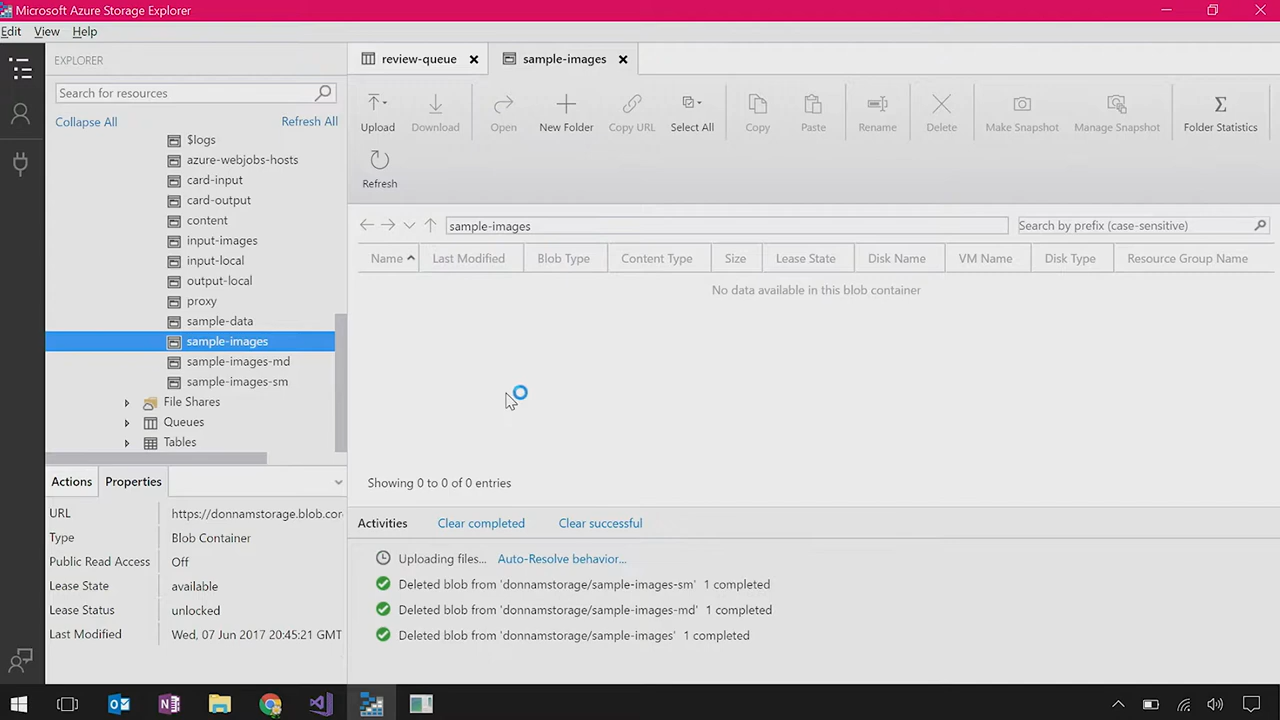 Microsoft Azure Storage Explorer
Edit View Help
EXPLORER
Search for resources
Collapse All Refresh All
$logs
azure-webjobs-hosts
card-input
card-output
content
input-images
input-local
output-local
proxy
sample-data
sample-images
sample-images-md
sample-images-sm
File Shares
Queues
Tables
Actions Properties
URL https://donnamstorage.blob.cor
Type Blob Container
Public Read Access Off
Lease State available
Lease Status unlocked
Last Modified Wed, 07 Jun 2017 20:45:21 GMT
review-queue sample-images
Upload Download Open New Folder Copy URL Select All Copy Paste Rename Delete Make Snapshot Manage Snapshot Folder Statistics
Refresh
sample-images Search by prefix (case-sensitive)
Name Last Modified Blob Type Content Type Size Lease State Disk Name VM Name Disk Type Resource Group Name
No data available in this blob container
Showing 0 to 0 of 0 entries
Activities Clear completed Clear successful
Uploading files... Auto-Resolve behavior...
Deleted blob from 'donnamstorage/sample-images-sm' 1 completed
Deleted blob from 'donnamstorage/sample-images-md' 1 completed
Deleted blob from 'donnamstorage/sample-images' 1 completed